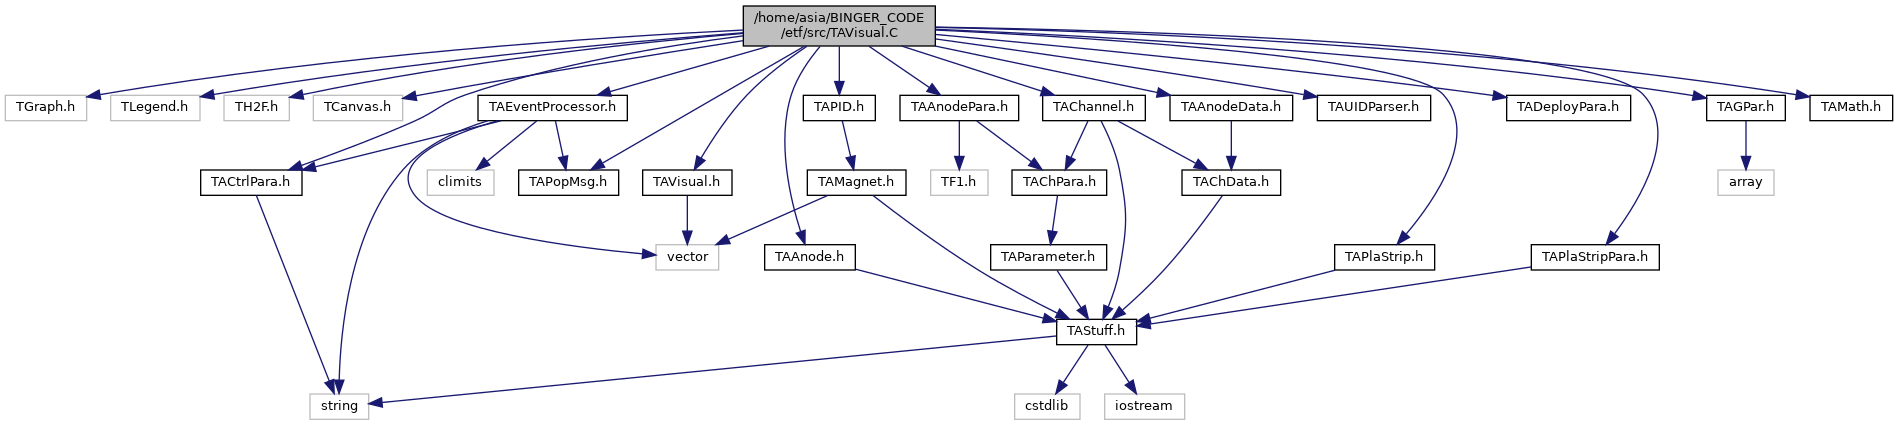 /home/asia/BINGER_CODE
/etf/src/TAVisual.C
TGraph.h
TLegend.h
TH2F.h
TCanvas.h
TAEventProcessor.h
TAPID.h
TAAnodePara.h
TAChannel.h
TAAnodeData.h
TAUIDParser.h
TADeployPara.h
TAGPar.h
TAMath.h
TACtrlPara.h
climits
TAPopMsg.h
TAVisual.h
TAMagnet.h
TF1.h
TAChPara.h
TAChData.h
array
vector
TAAnode.h
TAParameter.h
TAPlaStrip.h
TAPlaStripPara.h
TAStuff.h
string
cstdlib
iostream